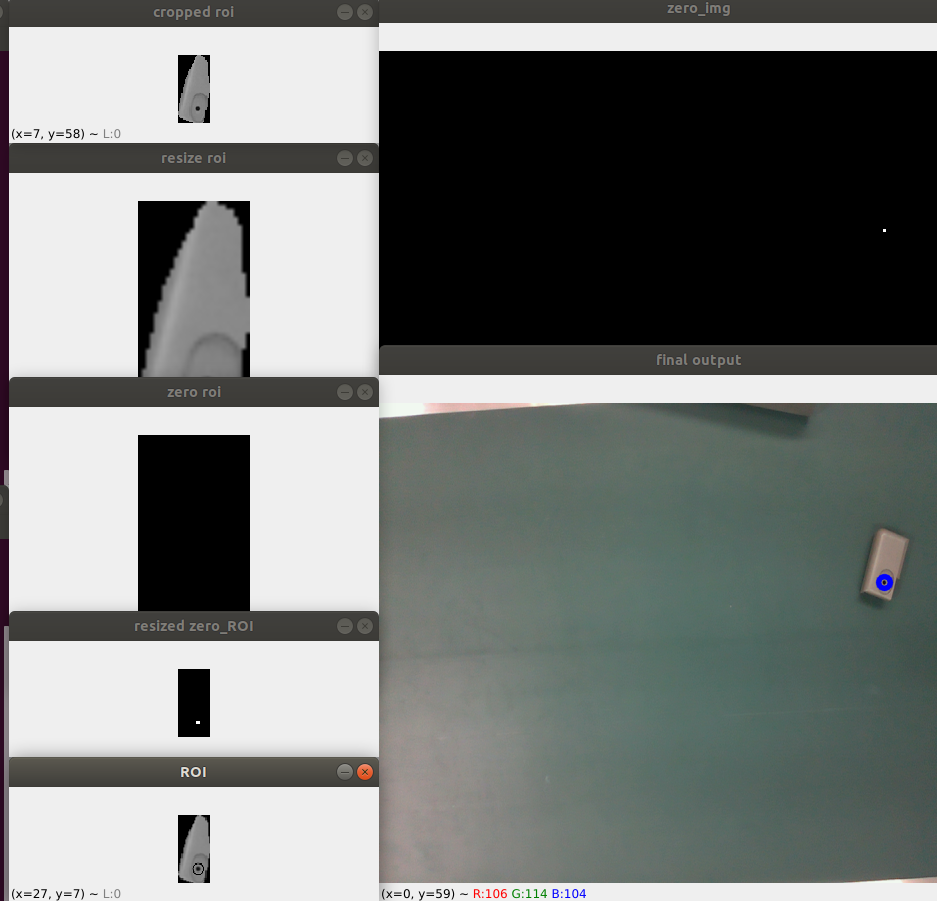 cropped roi
(x=7, y=58) ~ L:0
resize roi
zero roi
resized zero_ROI
ROI
(x=27, y=7) ~ L:0
zero_img
final output
(x=0, y=59) ~ R:106 G:114 B:104